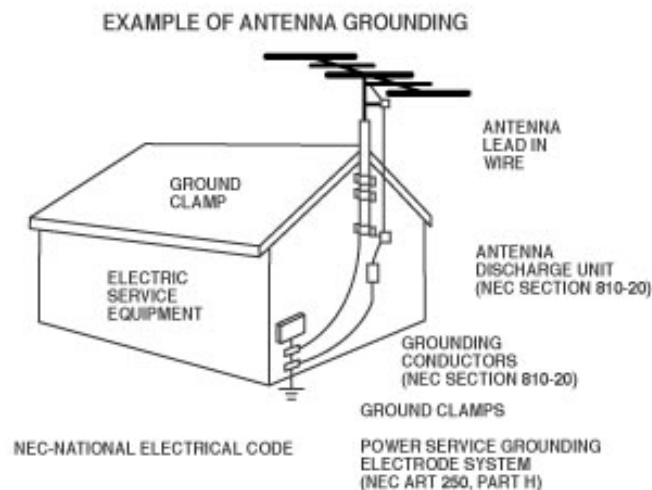 EXAMPLE OF ANTENNA GROUNDING
ANTENNA
LEAD IN
WIRE
GROUND
CLAMP
ANTENNA
DISCHARGE UNIT
(NEC SECTION 810-20)
ELECTRIC
SERVICE
EQUIPMENT
GROUNDING
CONDUCTORS
(NEC SECTION 810-20)
GROUND CLAMPS
NEC-NATIONAL ELECTRICAL CODE
POWER SERVICE GROUNDING
ELECTRODE SYSTEM
(NEC ART 250, PART H)